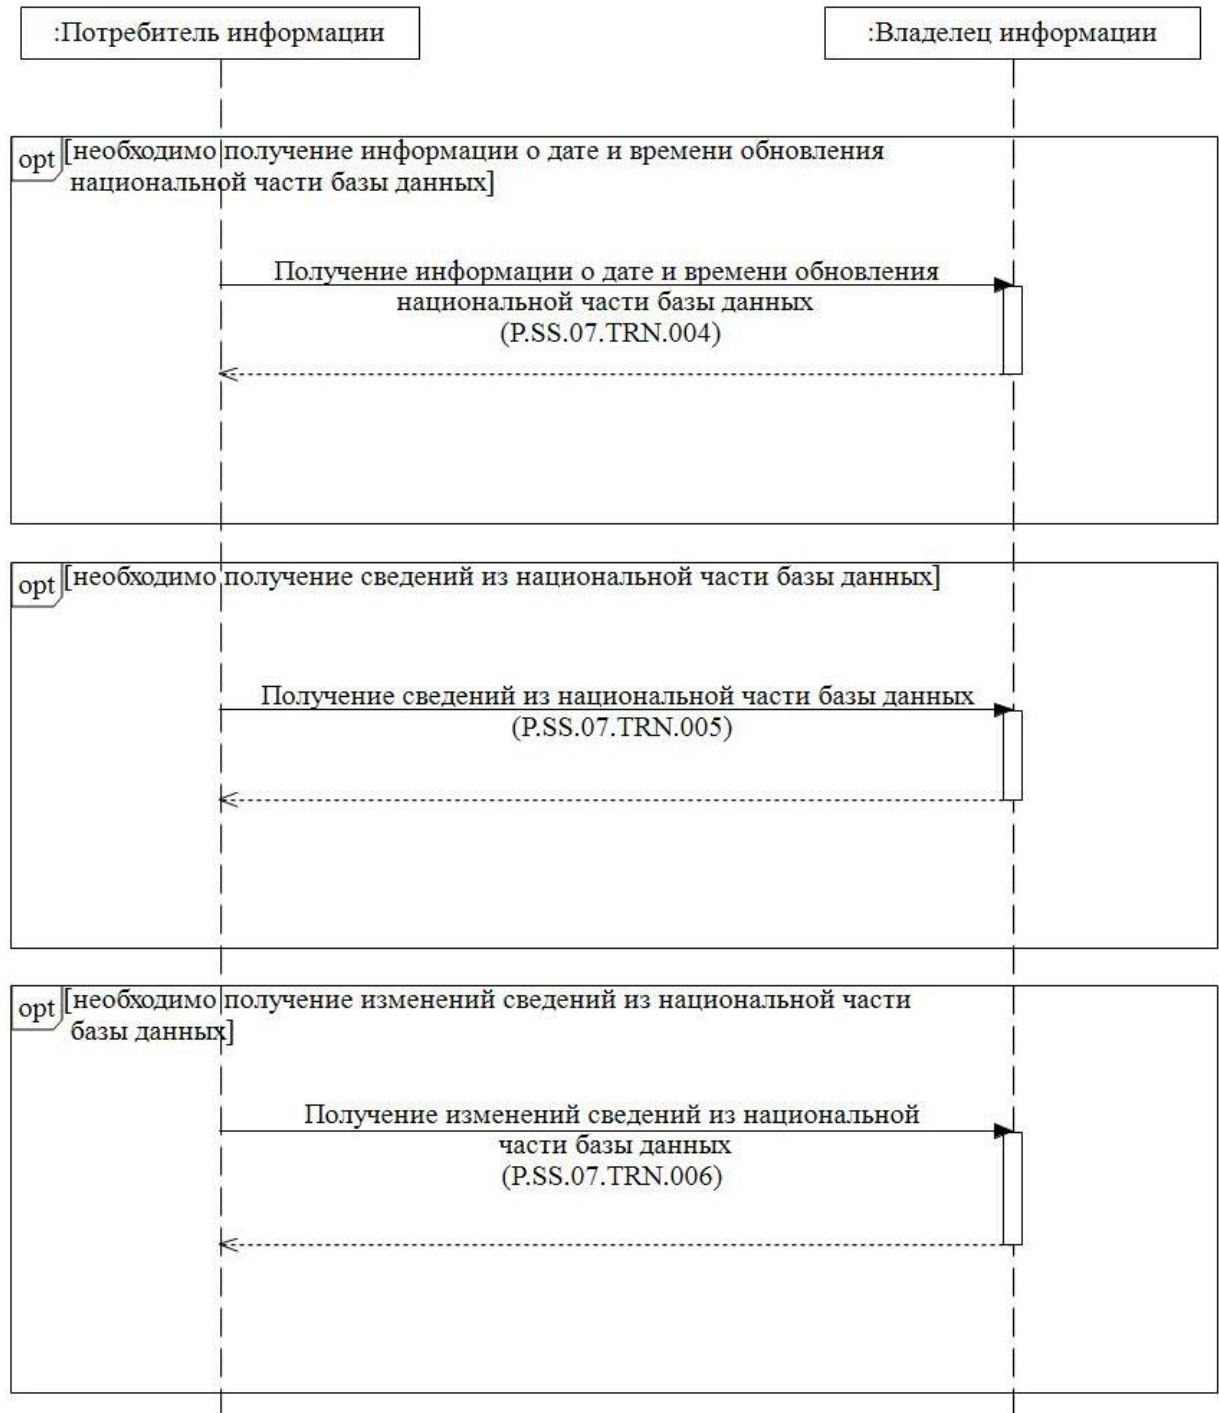 :Потребитель информации
:Владелец информации
opt
[необходимо получение информации о дате и времени обновления
национальной части базы данных]
Получение информации о дате и времени обновления
национальной части базы данных
(P.SS.07.TRN.004)
opt
[необходимо получение сведений из национальной части базы данных]
Получение сведений из национальной части базы данных
(P.SS.07.TRN.005)
opt
[необходимо получение изменений сведений из национальной части
базы данных]
Получение изменений сведений из национальной
части базы данных
(P.SS.07.TRN.006)